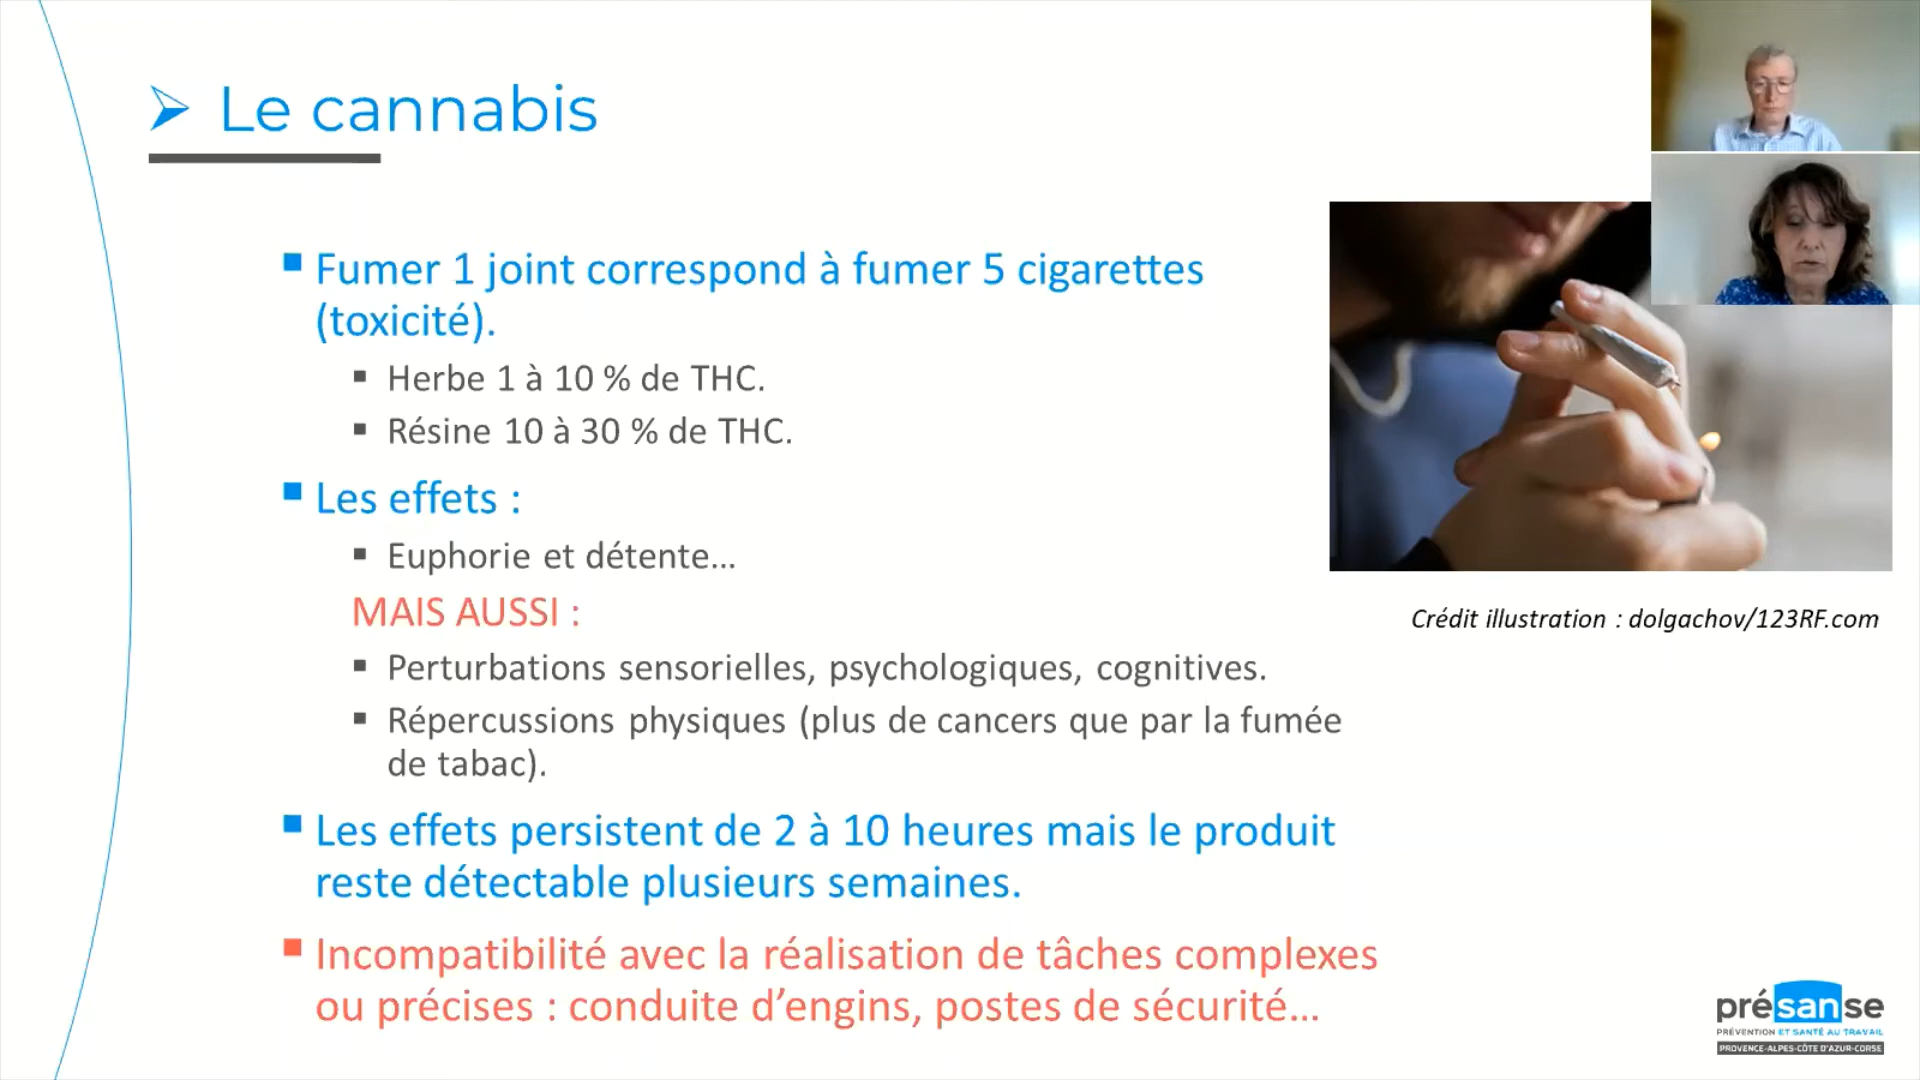 Le cannabis
Fumer 1 joint correspond à fumer 5 cigarettes
(toxicité).
Herbe 1 à 10 % de THC.
Résine 10 à 30 % de THC.
Les effets :
Euphorie et détente...
MAIS AUSSI :
Perturbations sensorielles, psychologiques, cognitives.
Répercussions physiques (plus de cancers que par la fumée
de tabac).
Les effets persistent de 2 à 10 heures mais le produit
reste détectable plusieurs semaines.
Incompatibilité avec la réalisation de tâches complexes
ou précises : conduite d’engins, postes de sécurité...
Crédit illustration : dolgachov/123RF.com
présanse
PRÉVENTION ET SANTÉ AU TRAVAIL
PROVENCE-ALPES-CÔTE D'AZUR-CORSE